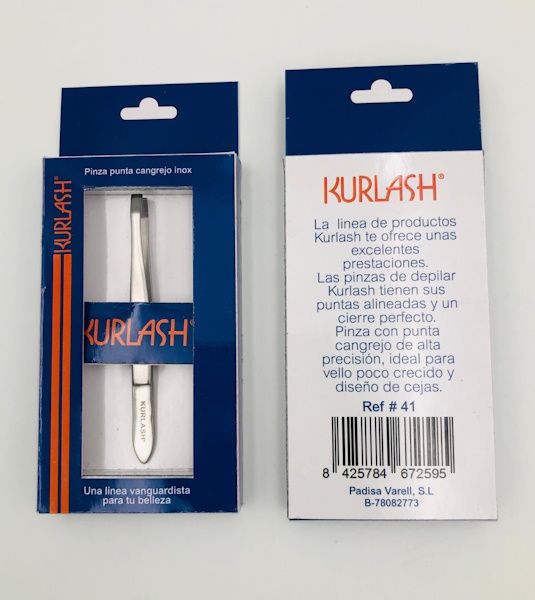 Pinza punta cangrejo inox
KURLASH®
KURLASH®
KURLASH®
Una linea vanguardista
para tu belleza
KURLASH®
La linea de productos
Kurlash te ofrece unas
excelentes
prestaciones.
Las pinzas de depilar
Kurlash tienen sus
puntas alineadas y un
cierre perfecto.
Pinza con punta
cangrejo de alta
precisión, ideal para
vello poco crecido y
diseño de cejas.
Ref # 41
8 425784 672595
Padisa Varell, S.L
B-78082773